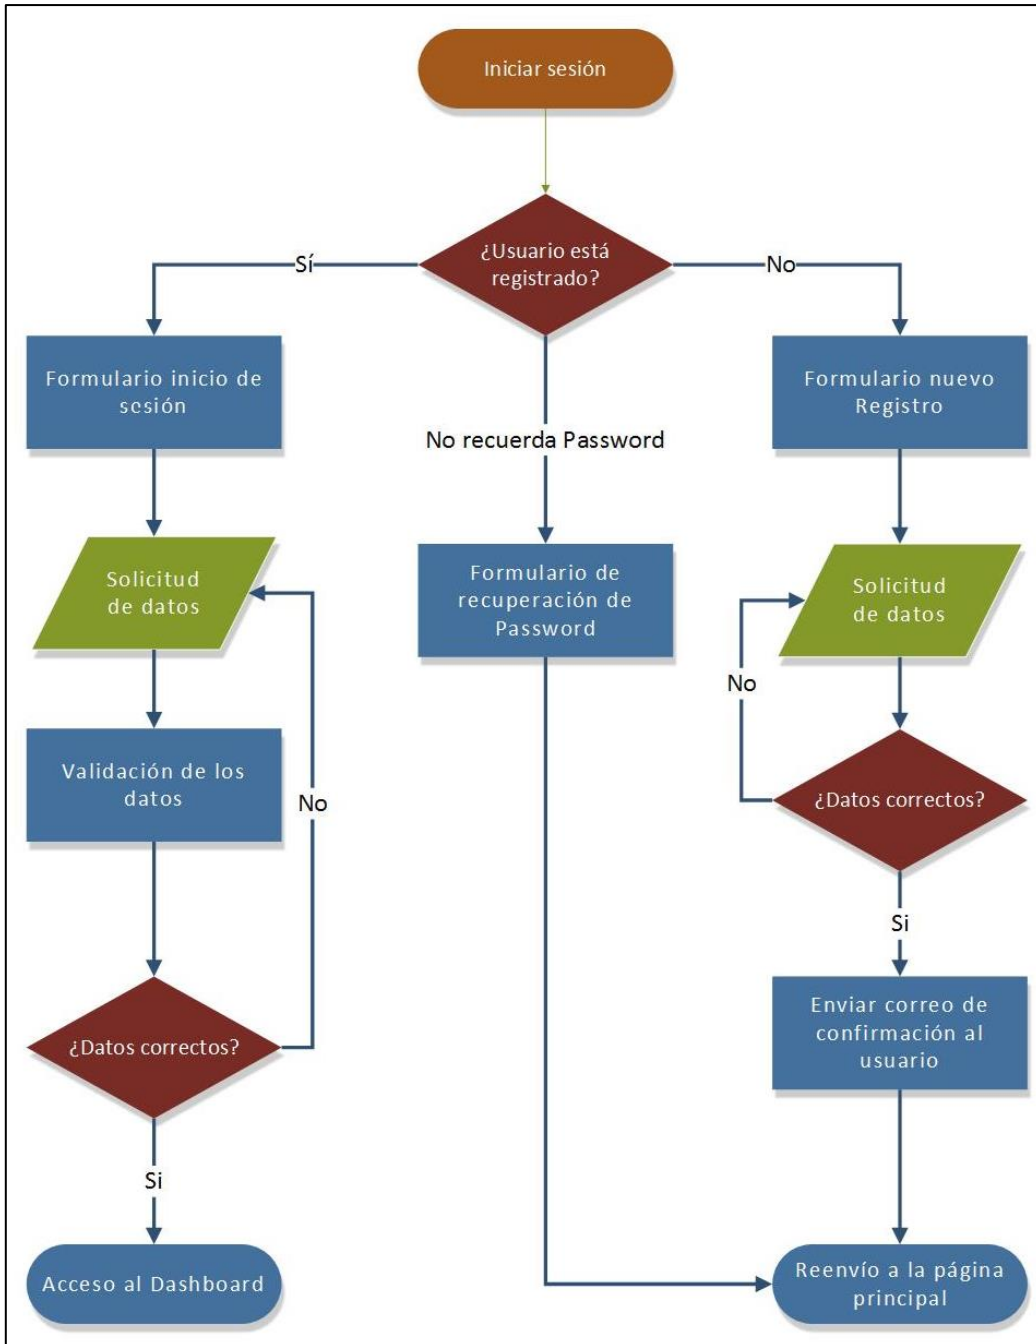 Iniciar sesión
¿Usuario está
registrado?
Sí
No
Formulario inicio de
sesión
Formulario nuevo
Registro
No recuerda Password
Solicitud
de datos
Formulario de
recuperación de
Password
Solicitud
de datos
No
Validación de los
datos
No
¿Datos correctos?
Si
Enviar correo de
confirmación al
usuario
¿Datos correctos?
Si
Acceso al Dashboard
Reenvío a la página
principal